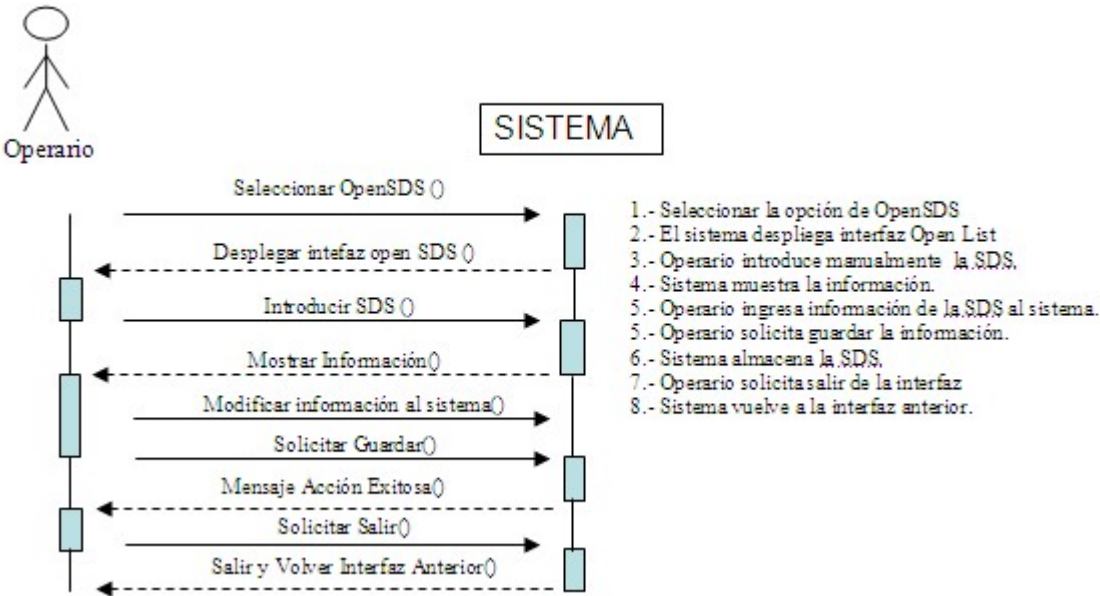 Operario
SISTEMA
Seleccionar OpenSDS ()
Desplegar intefaz open SDS ()
Introducir SDS ()
Mostrar Información()
Modificar información al sistema()
Solicitar Guardar()
Mensaje Acción Exitosa()
Solicitar Salir()
Salir y Volver Interfaz Anterior()
1.- Seleccionar la opción de OpenSDS
2.- El sistema despliega interfaz Open List
3.- Operario introduce manualmente la SDS.
4.- Sistema muestra la información.
5.- Operario ingresa información de la SDS al sistema.
5.- Operario solicita guardar la información.
6.- Sistema almacena la SDS.
7.- Operario solicita salir de la interfaz
8.- Sistema vuelve a la interfaz anterior.